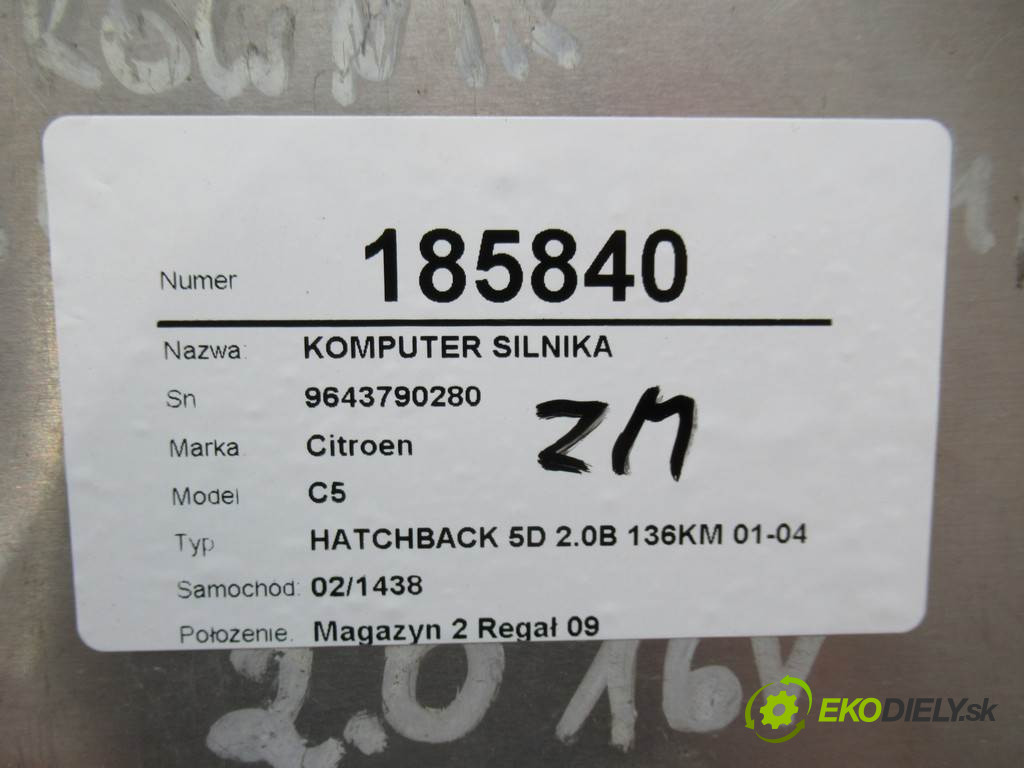 Numer 185840
Nazwa: KOMPUTER SILNIKA
Sn 9643790280
ZM
Marka Citroen
Model C5
Typ HATCHBACK 5D 2.0B 136KM 01-04
Samochód: 02/1438
Położenie. Magazyn 2 Regał 09
2.0 16V
EKODIELY.sk